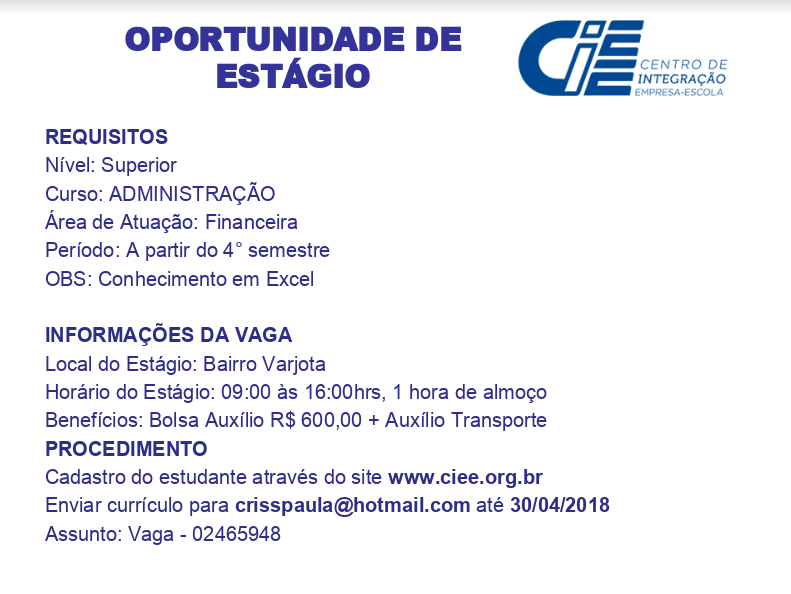 OPORTUNIDADE DE
ESTÁGIO
CIEE
CENTRO DE
INTEGRAÇÃO
EMPRESA-ESCOLA
REQUISITOS
Nível: Superior
Curso: ADMINISTRAÇÃO
Área de Atuação: Financeira
Período: A partir do 4° semestre
OBS: Conhecimento em Excel
INFORMAÇÕES DA VAGA
Local do Estágio: Bairro Varjota
Horário do Estágio: 09:00 às 16:00hrs, 1 hora de almoço
Benefícios: Bolsa Auxílio R$ 600,00 + Auxílio Transporte
PROCEDIMENTO
Cadastro do estudante através do site www.ciee.org.br
Enviar currículo para crisspaula@hotmail.com até 30/04/2018
Assunto: Vaga - 02465948